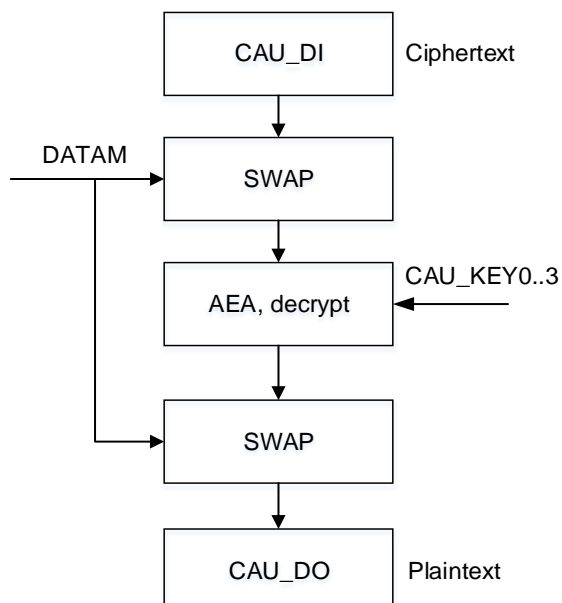 CAU_DI
Ciphertext
DATAM
SWAP
CAU_KEY0..3
AEA, decrypt
SWAP
CAU_DO
Plaintext